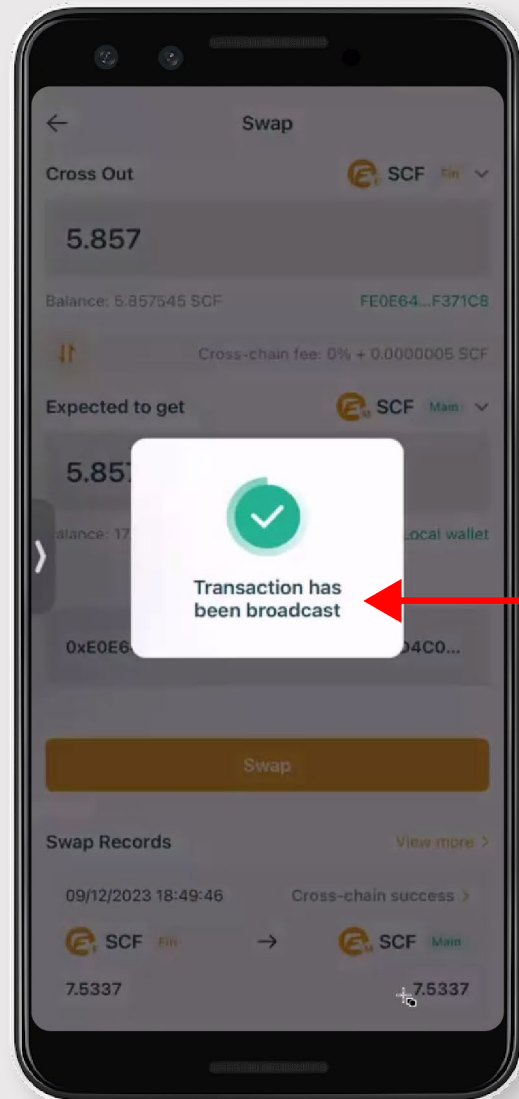 Swap
Cross Out
SCF Fin
5.857
Balance: 5.857545 SCF
FE0E64...F371C8
Cross-chain fee: 0% + 0.0000005 SCF
Expected to get
SCF Main
5.857
alance: 17
Local wallet
Transaction has
been broadcast
0xE0E6
D4C0...
Swap
Swap Records
View more >
09/12/2023 18:49:46
Cross-chain success >
SCF Fin → SCF Main
7.5337
7.5337